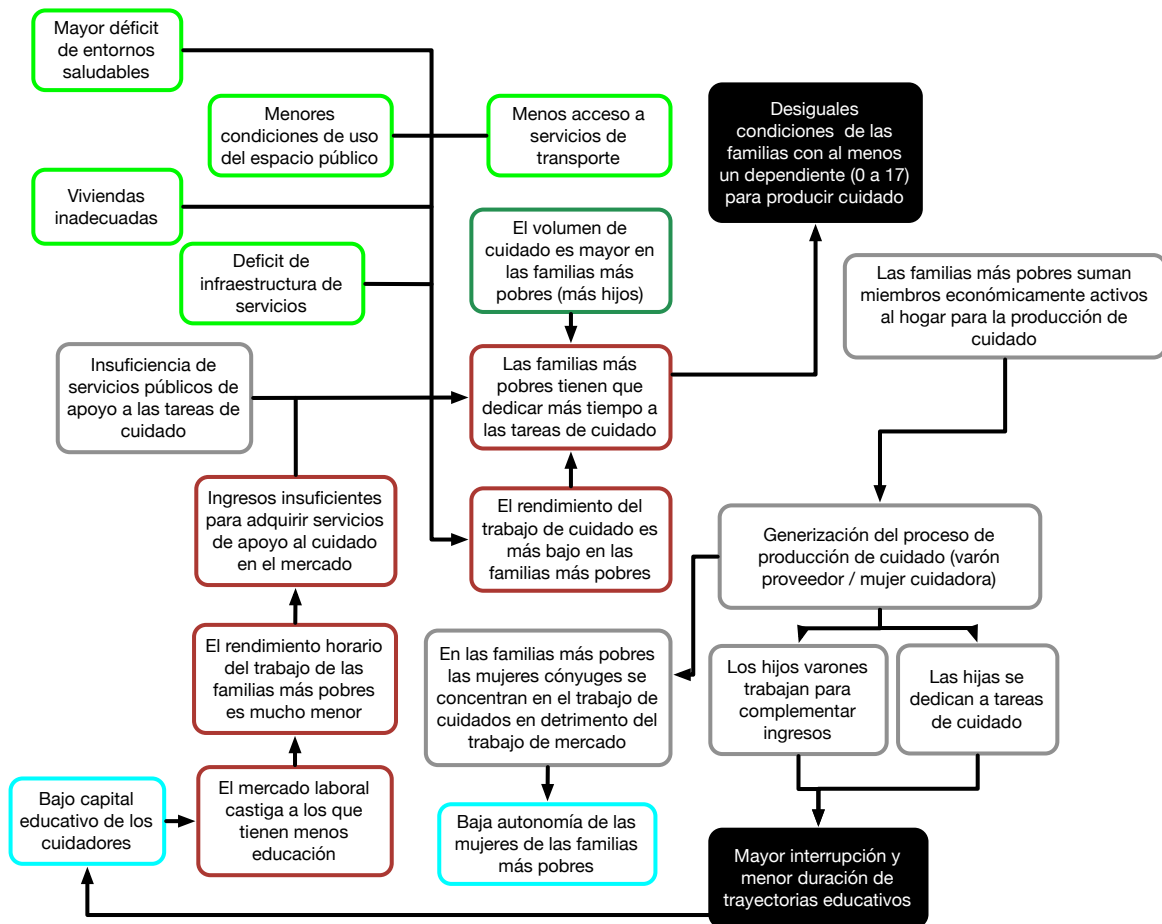 Mayor déficit
de entornos
saludables
Menores
condiciones de uso
del espacio público
Menos acceso a
servicios de
transporte
Desiguales
condiciones de las
familias con al menos
un dependiente (0 a 17)
para producir cuidado
Viviendas
inadecuadas
El volumen de
cuidado es mayor en
las familias más
pobres (más hijos)
Deficit de
infraestructura de
servicios
Las familias más pobres suman
miembros económicamente activos
al hogar para la producción de
cuidado
Insuficiencia de
servicios públicos de
apoyo a las tareas de
cuidado
Las familias más
pobres tienen que
dedicar más tiempo a
las tareas de cuidado
Ingresos insuficientes
para adquirir servicios
de apoyo al cuidado
en el mercado
El rendimiento del
trabajo de cuidado es
más bajo en las
familias más pobres
Generización del proceso de
producción de cuidado (varón
proveedor / mujer cuidadora)
El rendimiento horario
del trabajo de las
familias más pobres
es mucho menor
En las familias más pobres
las mujeres cónyuges se
concentran en el trabajo de
cuidados en detrimento del
trabajo de mercado
Los hijos varones
trabajan para
complementar
ingresos
Las hijas se
dedican a tareas
de cuidado
Bajo capital
educativo de los
cuidadores
El mercado laboral
castiga a los que
tienen menos
educación
Baja autonomía de las
mujeres de las familias
más pobres
Mayor interrupción y
menor duración de
trayectorias educativos